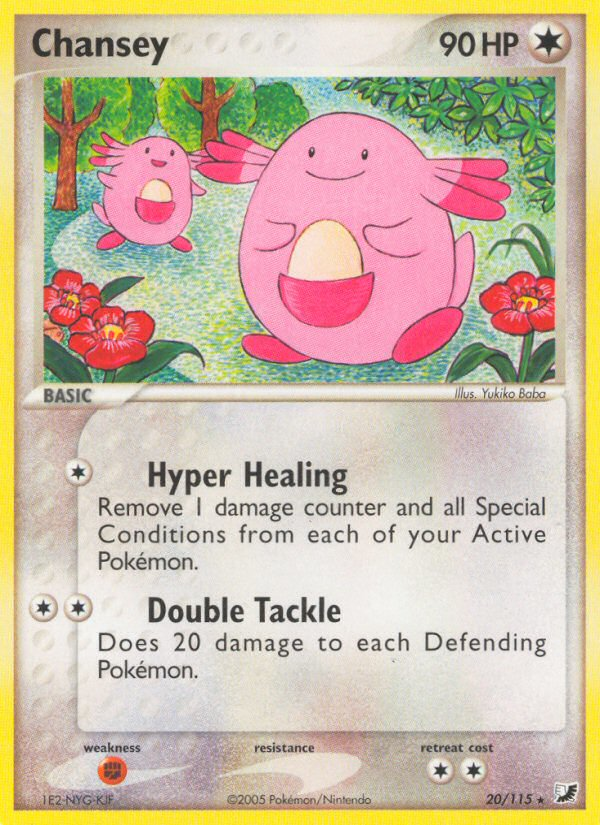 Chansey 90 HP
BASIC
Illus. Yukiko Baba
Hyper Healing
Remove 1 damage counter and all Special
Conditions from each of your Active
Pokémon.
Double Tackle
Does 20 damage to each Defending
Pokémon.
weakness resistance retreat cost
1E2-NYG-KJF ©2005 Pokémon/Nintendo 20/115 ★